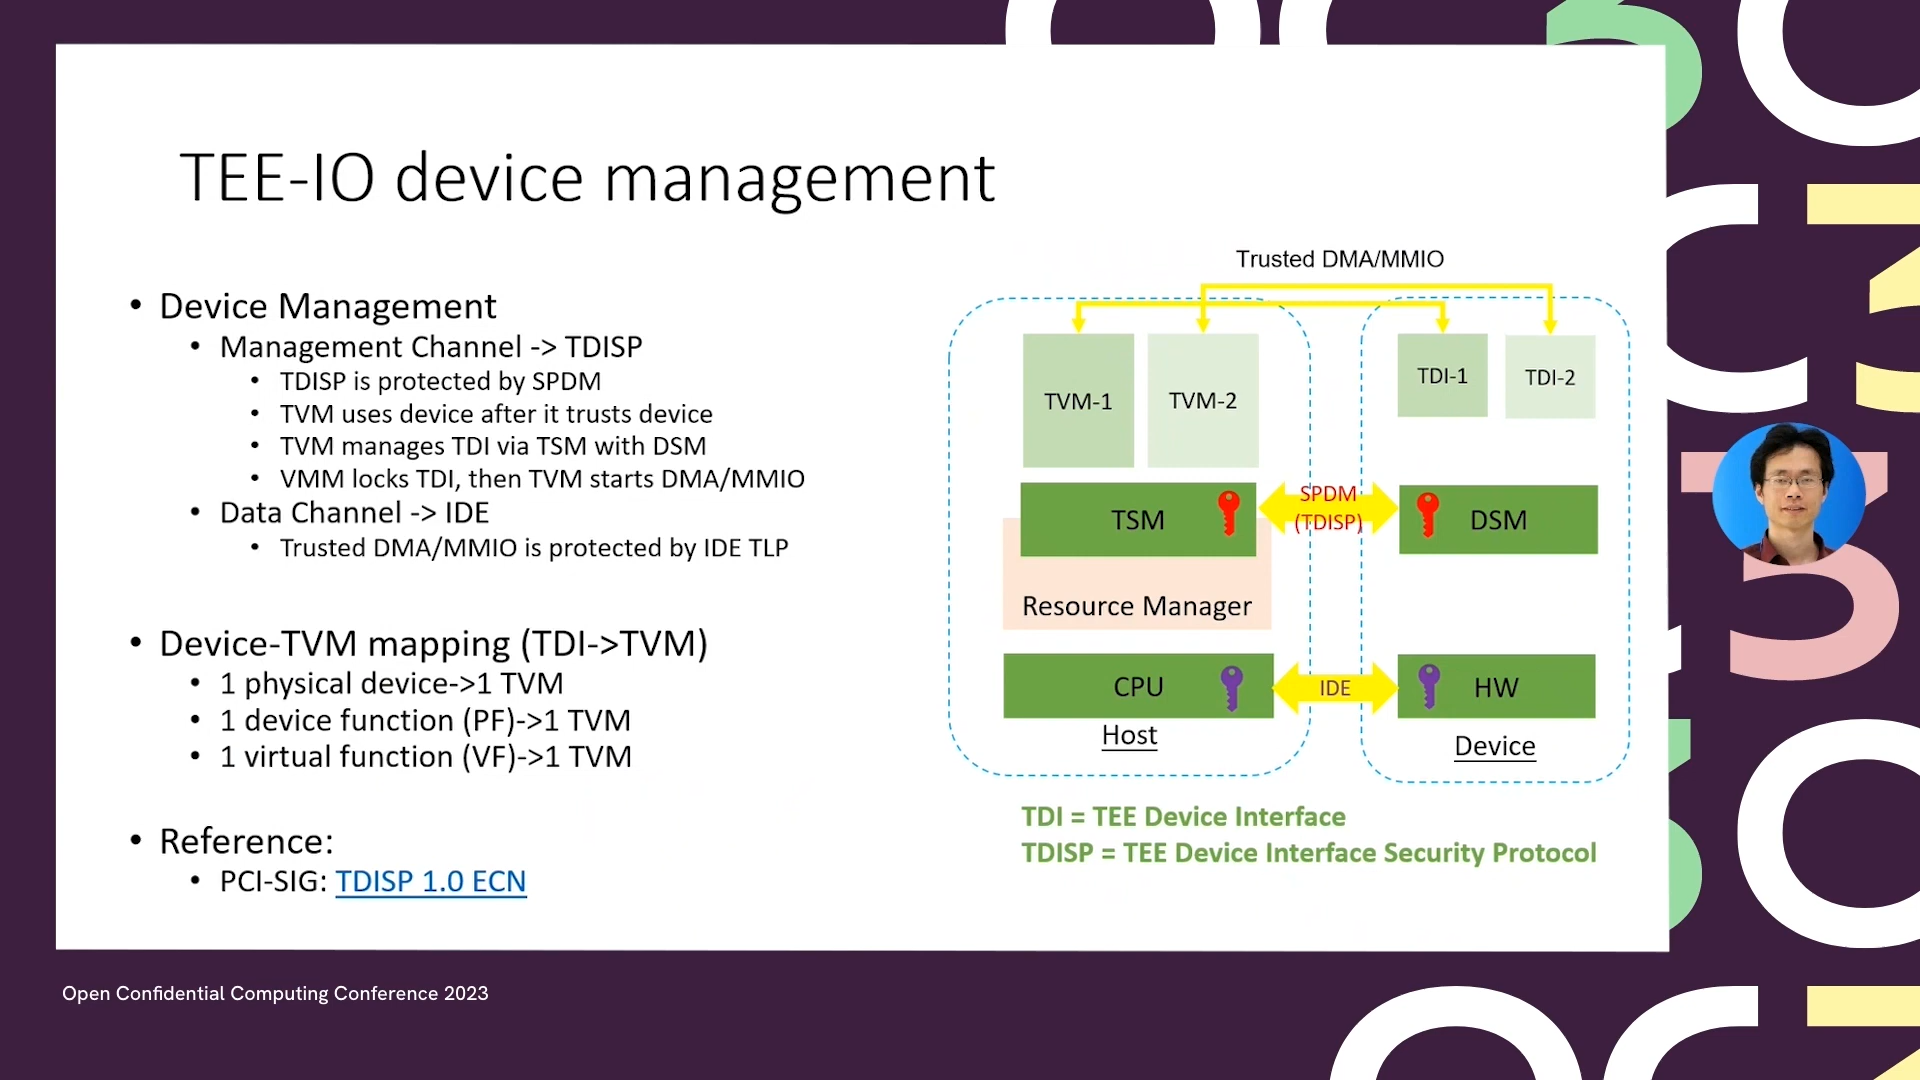 TEE-IO device management
• Device Management
• Management Channel -> TDISP
• TDISP is protected by SPDM
• TVM uses device after it trusts device
• TVM manages TDI via TSM with DSM
• VMM locks TDI, then TVM starts DMA/MMIO
• Data Channel -> IDE
• Trusted DMA/MMIO is protected by IDE TLP
• Device-TVM mapping (TDI->TVM)
• 1 physical device->1 TVM
• 1 device function (PF)->1 TVM
• 1 virtual function (VF)->1 TVM
• Reference:
• PCI-SIG: TDISP 1.0 ECN
Trusted DMA/MMIO
TVM-1
TVM-2
TDI-1
TDI-2
TSM
SPDM
(TDISP)
DSM
Resource Manager
CPU
IDE
HW
Host
Device
TDI = TEE Device Interface
TDISP = TEE Device Interface Security Protocol
Open Confidential Computing Conference 2023